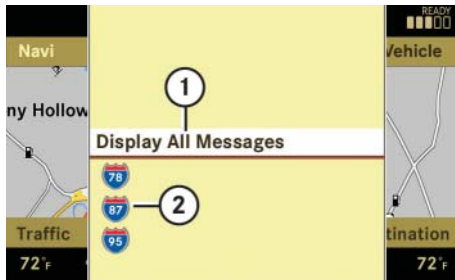 READY
Navi
Vehicle
1
ny Hollow
Display All Messages
78
87
2
95
Traffic
tination
72°F
72°F